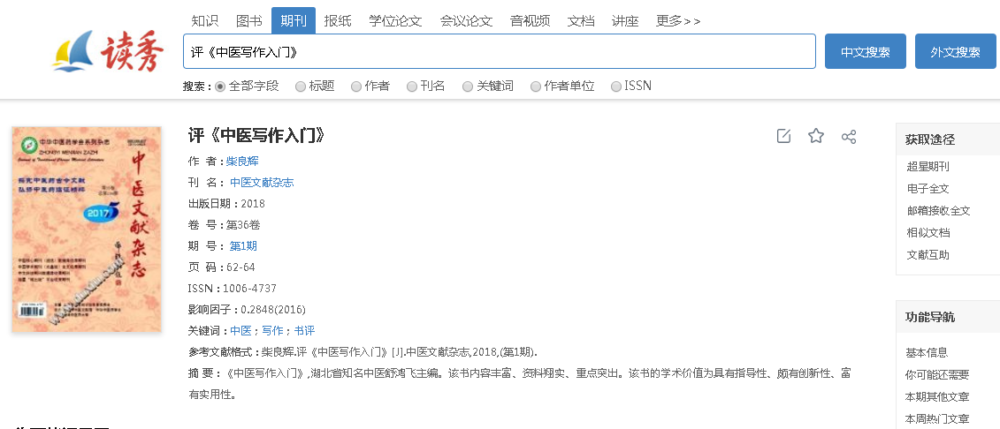 知识 图书 期刊 报纸 学位论文 会议论文 音视频 文档 讲座 更多>>
读秀
评《中医写作入门》 中文搜索 外文搜索
搜索： 全部字段 标题 作者 刊名 关键词 作者单位 ISSN
中华中医药学会系列杂志
ZHONGYI WENXIAN ZAZHI
中医文献杂志
2017 5
评《中医写作入门》
作 者：柴良辉
刊 名： 中医文献杂志
出版日期：2018
卷 号：第36卷
期 号： 第1期
页 码：62-64
ISSN：1006-4737
影响因子：0.2848(2016)
关键词：中医；写作；书评
参考文献格式：柴良辉.评《中医写作入门》[J].中医文献杂志,2018,(第1期).
摘 要：《中医写作入门》,湖北省知名中医舒鸿飞主编。该书内容丰富、资料翔实、重点突出。该书的学术价值为具有指导性、颇有创新性、富
有实用性。
获取途径
超星期刊
电子全文
邮箱接收全文
相似文档
文献互助
功能导航
基本信息
你可能还需要
本期其他文章
本周热门文章